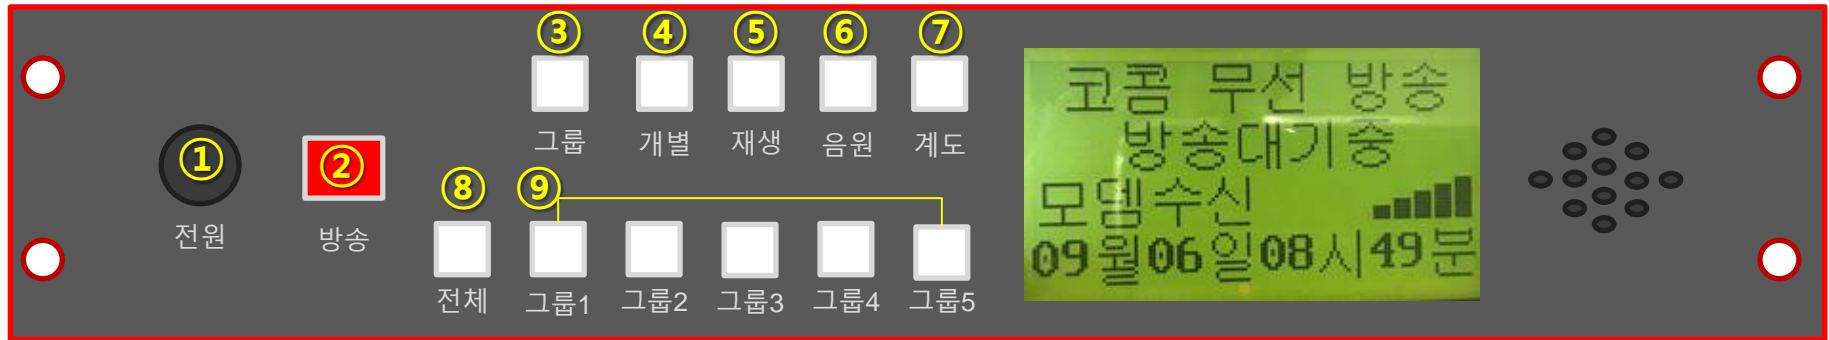 ③ ④ ⑤ ⑥ ⑦
그룹 개별 재생 음원 계도
① ②
전원 방송
⑧ ⑨
전체 그룹1 그룹2 그룹3 그룹4 그룹5
코콤 무선 방송
방송대기중
모뎀수신
09월06일08시49분